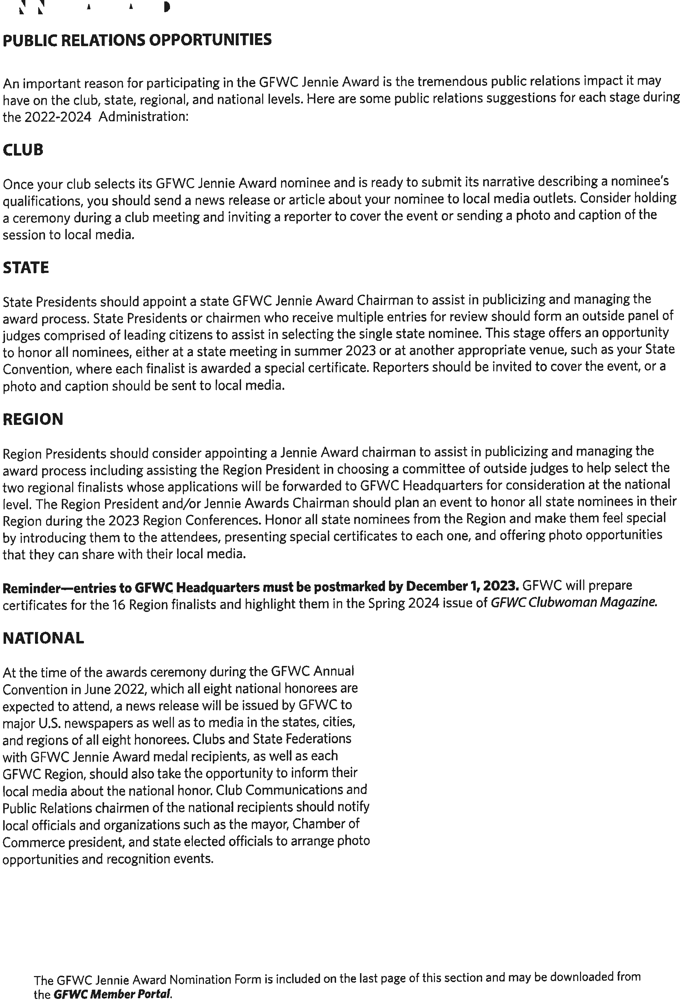 PUBLIC RELATIONS OPPORTUNITIES
An important reason for participating in the GFWC Jennie Award is the tremendous public relations impact it may
have on the club, state, regional, and national levels. Here are some public relations suggestions for each stage during
the 2022-2024 Administration:
CLUB
Once your club selects its GFWC Jennie Award nominee and is ready to submit its narrative describing a nominee's
qualifications, you should send a news release or article about your nominee to local media outlets. Consider holding
a ceremony during a club meeting and inviting a reporter to cover the event or sending a photo and caption of the
session to local media.
STATE
State Presidents should appoint a state GFWC Jennie Award Chairman to assist in publicizing and managing the
award process. State Presidents or chairmen who receive multiple entries for review should form an outside panel of
judges comprised of leading citizens to assist in selecting the single state nominee. This stage offers an opportunity
to honor all nominees, either at a state meeting in summer 2023 or at another appropriate venue, such as your State
Convention, where each finalist is awarded a special certificate. Reporters should be invited to cover the event, or a
photo and caption should be sent to local media.
REGION
Region Presidents should consider appointing a Jennie Award chairman to assist in publicizing and managing the
award process including assisting the Region President in choosing a committee of outside judges to help select the
two regional finalists whose applications will be forwarded to GFWC Headquarters for consideration at the national
level. The Region President and/or Jennie Awards Chairman should plan an event to honor all state nominees in their
Region during the 2023 Region Conferences. Honor all state nominees from the Region and make them feel special
by introducing them to the attendees, presenting special certificates to each one, and offering photo opportunities
that they can share with their local media.
Reminder—entries to GFWC Headquarters must be postmarked by December 1, 2023. GFWC will prepare
certificates for the 16 Region finalists and highlight them in the Spring 2024 issue of GFWC Clubwoman Magazine.
NATIONAL
At the time of the awards ceremony during the GFWC Annual
Convention in June 2022, which all eight national honorees are
expected to attend, a news release will be issued by GFWC to
major U.S. newspapers as well as to media in the states, cities,
and regions of all eight honorees. Clubs and State Federations
with GFWC Jennie Award medal recipients, as well as each
GFWC Region, should also take the opportunity to inform their
local media about the national honor. Club Communications and
Public Relations chairmen of the national recipients should notify
local officials and organizations such as the mayor, Chamber of
Commerce president, and state elected officials to arrange photo
opportunities and recognition events.
The GFWC Jennie Award Nomination Form is included on the last page of this section and may be downloaded from
the GFWC Member Portal.